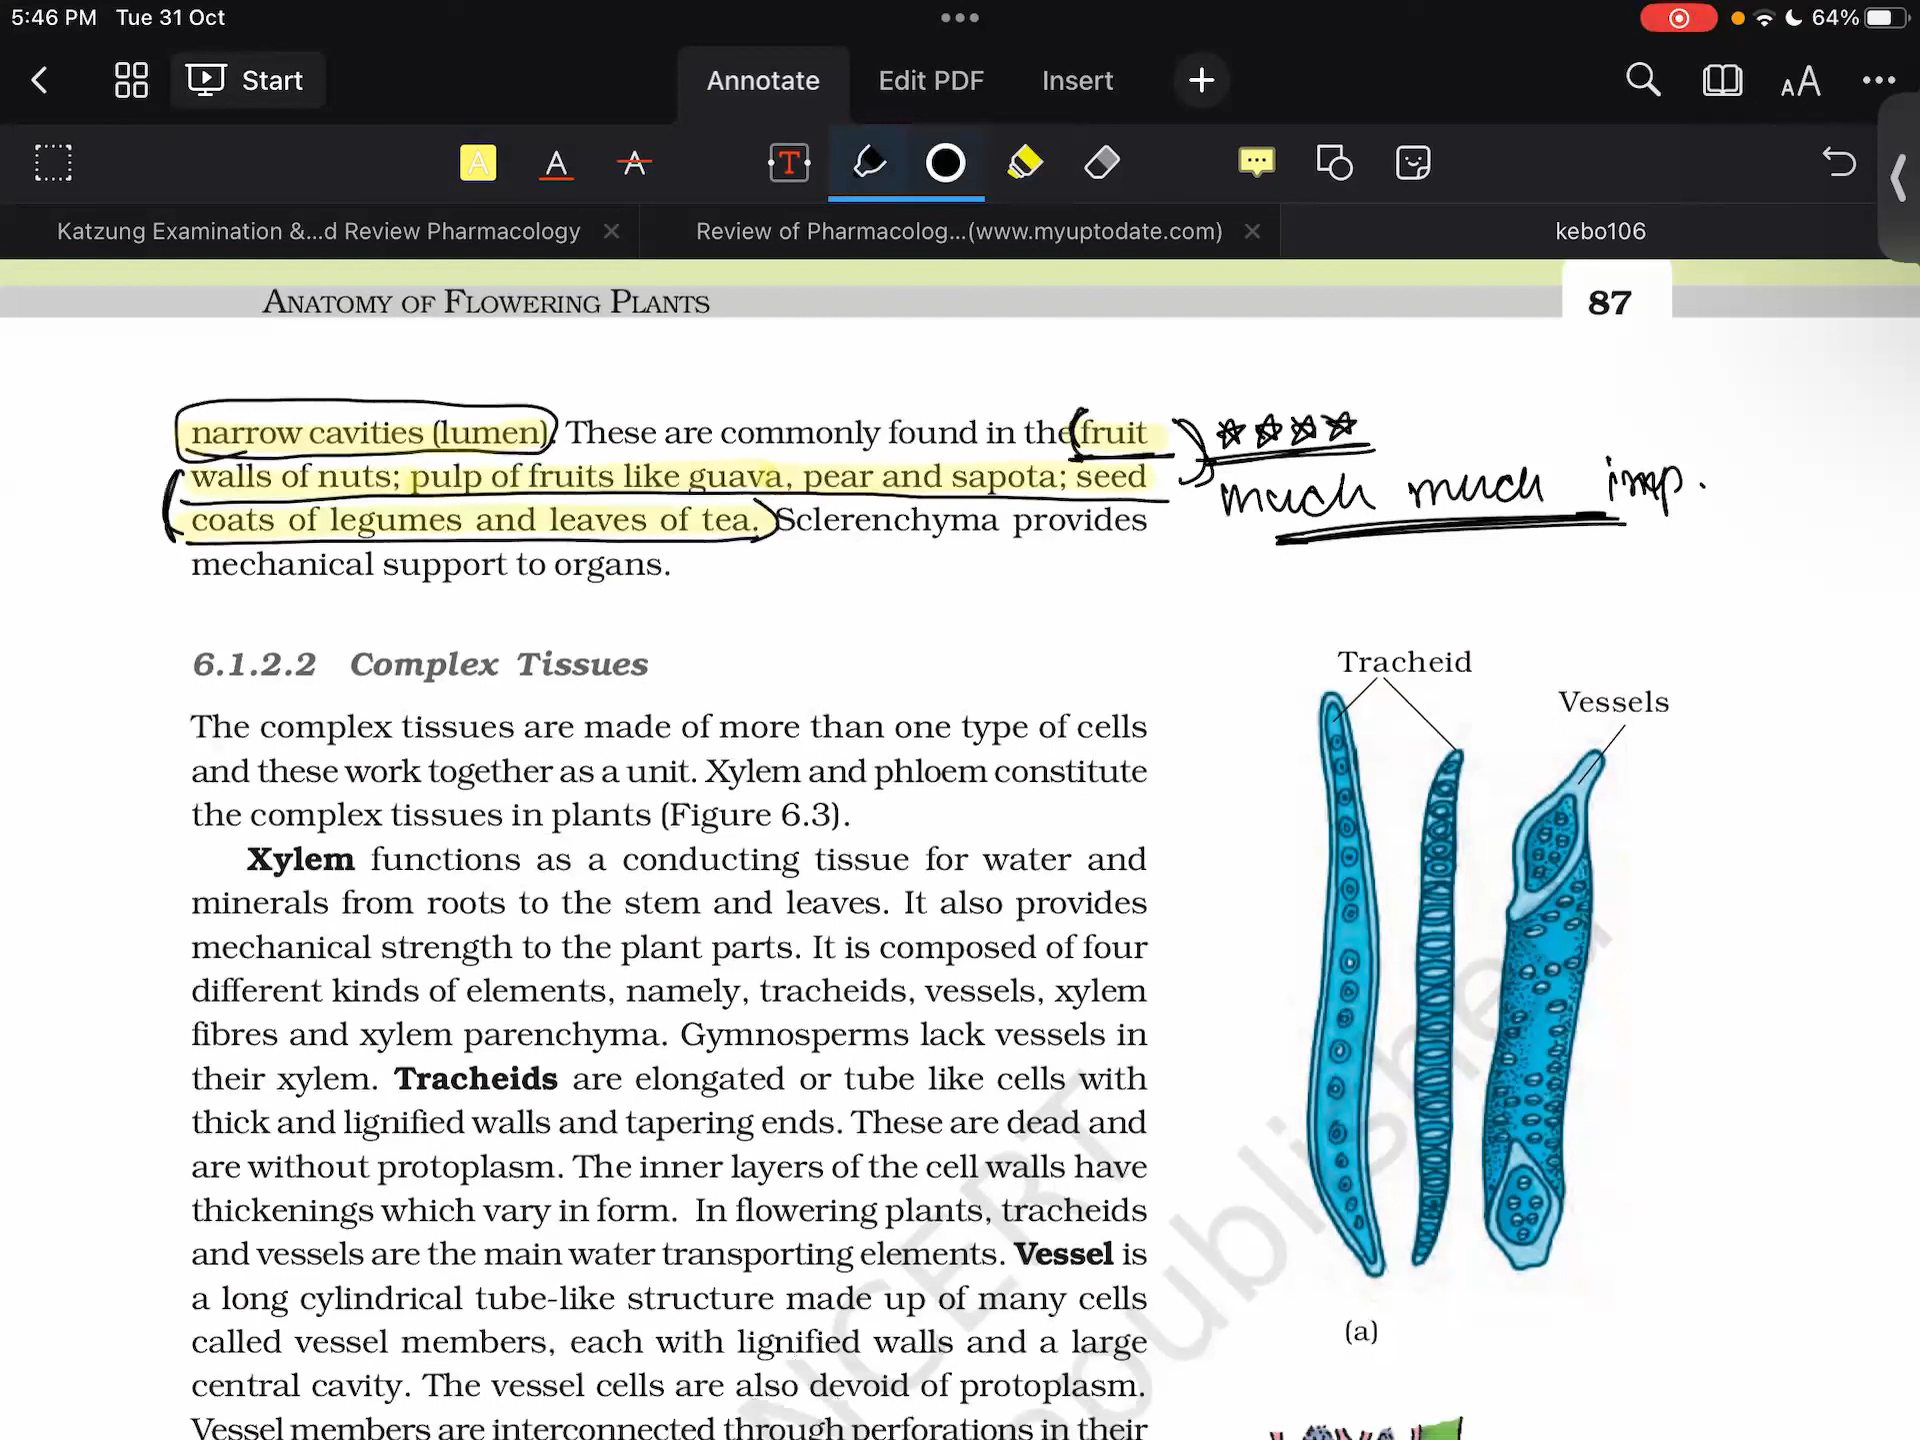 5:46 PM Tue 31 Oct
64%
Start
Annotate
Edit PDF
Insert
AA
A A A T
Katzung Examination &...d Review Pharmacology
Review of Pharmacolog...(www.myuptodate.com)
kebo106
ANATOMY OF FLOWERING PLANTS
87
narrow cavities (lumen). These are commonly found in the fruit
walls of nuts; pulp of fruits like guava, pear and sapota; seed
coats of legumes and leaves of tea. Sclerenchyma provides
mechanical support to organs.
much much imp.
6.1.2.2 Complex Tissues
The complex tissues are made of more than one type of cells
and these work together as a unit. Xylem and phloem constitute
the complex tissues in plants (Figure 6.3).
Xylem functions as a conducting tissue for water and
minerals from roots to the stem and leaves. It also provides
mechanical strength to the plant parts. It is composed of four
different kinds of elements, namely, tracheids, vessels, xylem
fibres and xylem parenchyma. Gymnosperms lack vessels in
their xylem. Tracheids are elongated or tube like cells with
thick and lignified walls and tapering ends. These are dead and
are without protoplasm. The inner layers of the cell walls have
thickenings which vary in form. In flowering plants, tracheids
and vessels are the main water transporting elements. Vessel is
a long cylindrical tube-like structure made up of many cells
called vessel members, each with lignified walls and a large
central cavity. The vessel cells are also devoid of protoplasm.
Vessel members are interconnected through perforations in their
Tracheid
Vessels
(a)
NCERT